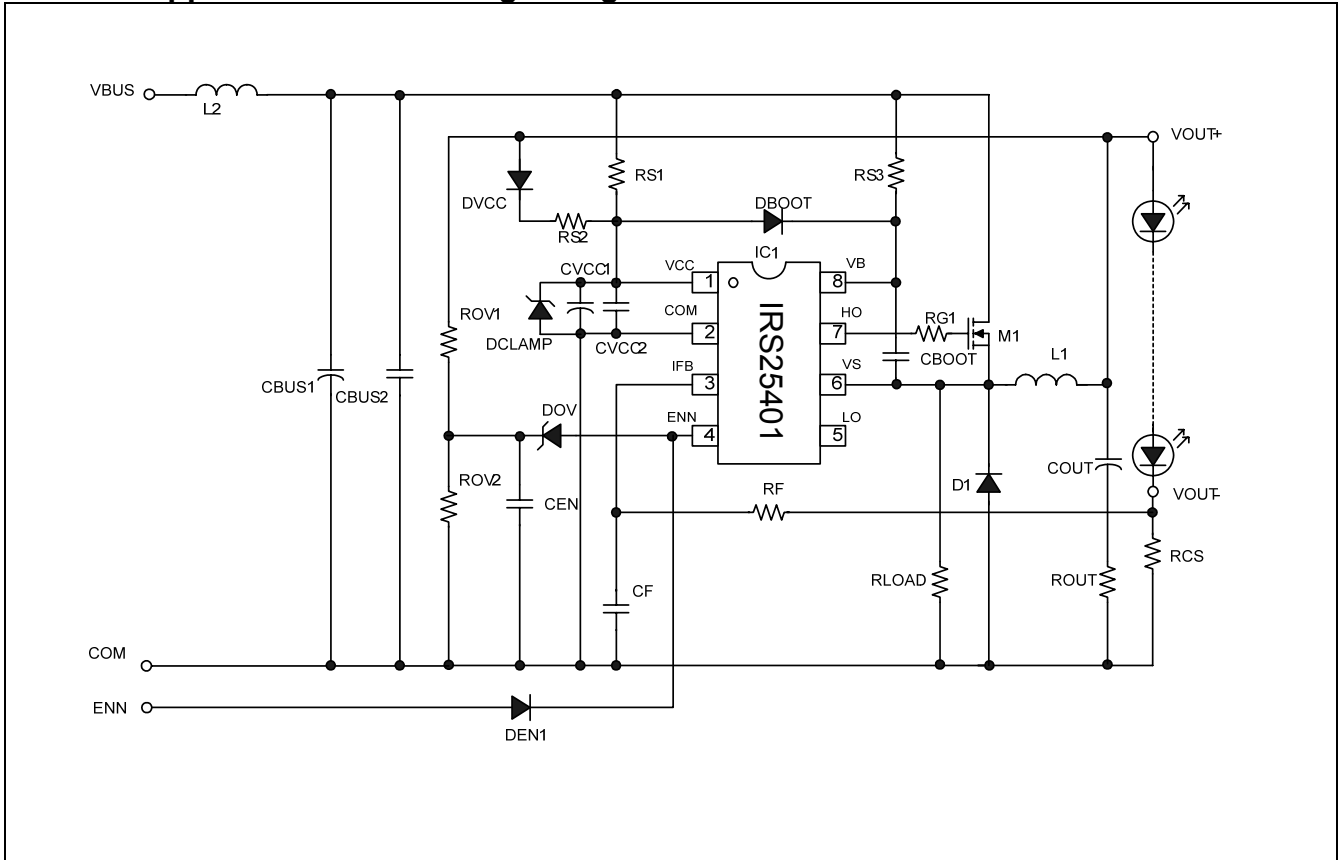 VBUS
L2
VOUT+
RS1
RS3
DVCC
DBOOT
RS2
IC1
CVCC1
VCC
VB
1
8
COM
HO
ROV1
RG1
2
7
M1
DCLAMP
CVCC2
CBOOT
L1
IFB
VS
CBUS1
CBUS2
3
6
IRS25401
DOV
ENN
LO
4
5
COUT
ROV2
D1
VOUT-
CEN
RF
RCS
RLOAD
ROUT
CF
COM
ENN
DEN1